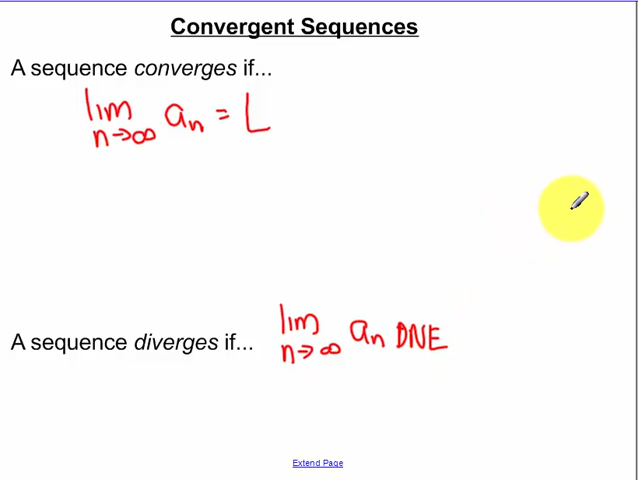 Convergent Sequences
A sequence converges if...
lim n→∞ an = L
A sequence diverges if... lim n→∞ an DNE
Extend Page